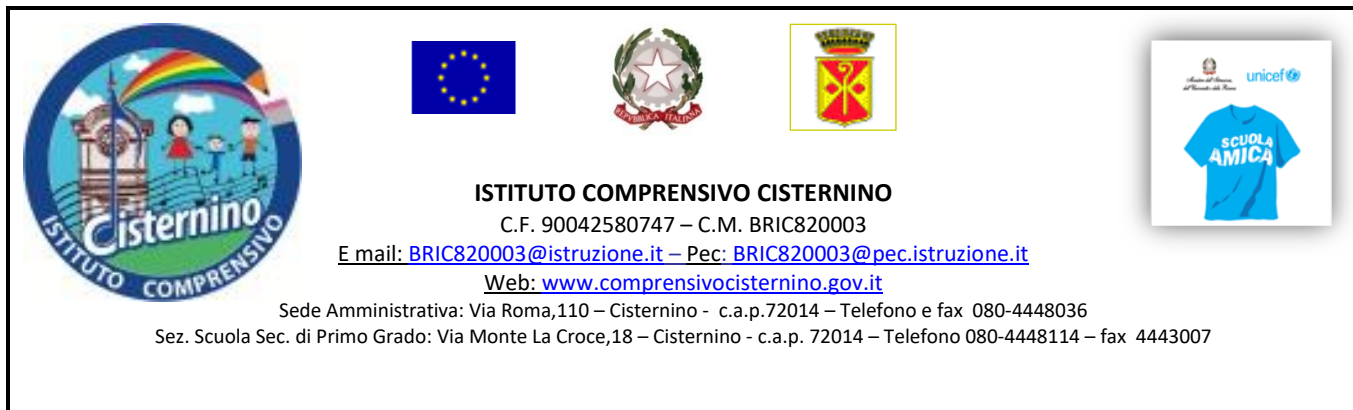 ISTITUTO COMPRENSIVO
Cisternino
REPVBBLICA ITALIANA
unicef
SCUOLA
AMICA
ISTITUTO COMPRENSIVO CISTERNINO
C.F. 90042580747 – C.M. BRIC820003
E mail: BRIC820003@istruzione.it – Pec: BRIC820003@pec.istruzione.it
Web: www.comprensivocisternino.gov.it
Sede Amministrativa: Via Roma,110 – Cisternino - c.a.p.72014 – Telefono e fax 080-4448036
Sez. Scuola Sec. di Primo Grado: Via Monte La Croce,18 – Cisternino - c.a.p. 72014 – Telefono 080-4448114 – fax 4443007